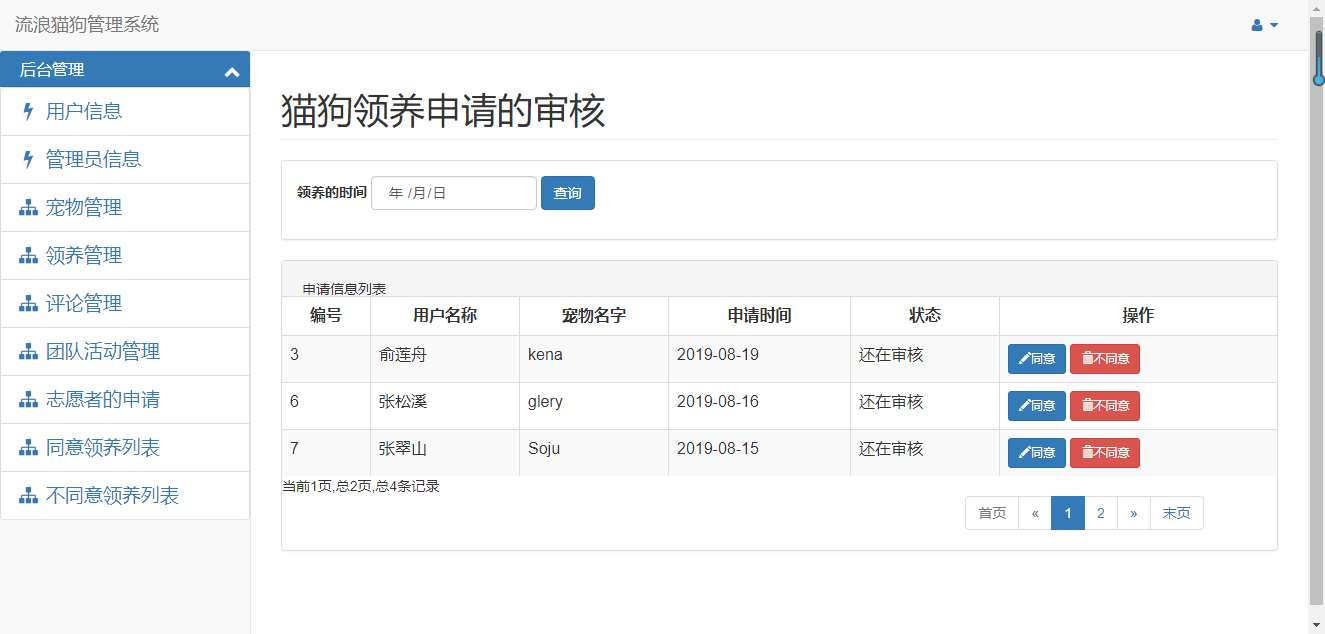 流浪猫狗管理系统
后台管理
用户信息
管理员信息
宠物管理
领养管理
评论管理
团队活动管理
志愿者的申请
同意领养列表
不同意领养列表
猫狗领养申请的审核
领养的时间 年 /月/日 查询
申请信息列表
编号 用户名称 宠物名字 申请时间 状态 操作
3 俞莲舟 kena 2019-08-19 还在审核 同意 不同意
6 张松溪 glery 2019-08-16 还在审核 同意 不同意
7 张翠山 Soju 2019-08-15 还在审核 同意 不同意
当前1页,总2页,总4条记录
首页 « 1 2 » 末页